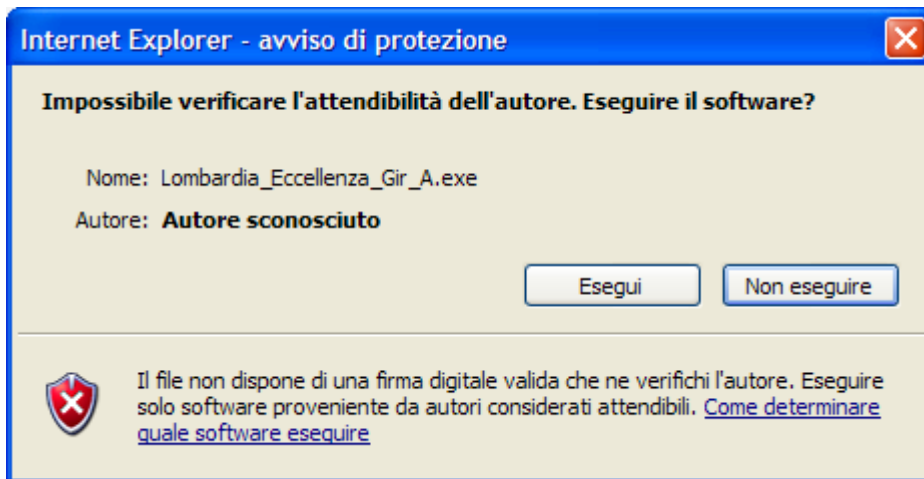 Internet Explorer - avviso di protezione
Impossibile verificare l'attendibilità dell'autore. Eseguire il software?
Nome: Lombardia_Eccellenza_Gir_A.exe
Autore: Autore sconosciuto
Esegui Non eseguire
Il file non dispone di una firma digitale valida che ne verifichi l'autore. Eseguire
solo software proveniente da autori considerati attendibili. Come determinare
quale software eseguire